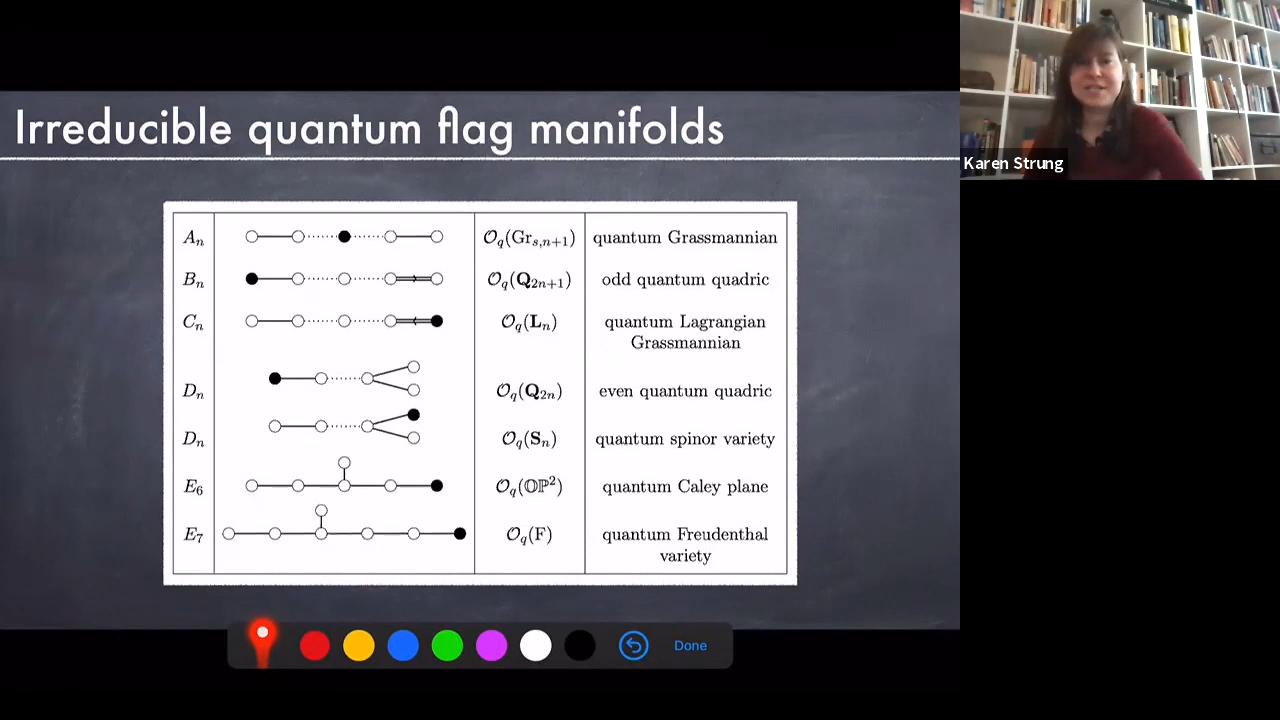 Irreducible quantum flag manifolds
Karen Strung
A_n 𝒪_q(Gr_{s,n+1}) quantum Grassmannian
B_n 𝒪_q(𝐐_{2n+1}) odd quantum quadric
C_n 𝒪_q(𝐋_n) quantum Lagrangian
Grassmannian
D_n 𝒪_q(𝐐_{2n}) even quantum quadric
D_n 𝒪_q(𝐒_n) quantum spinor variety
E_6 𝒪_q(𝕆ℙ^2) quantum Caley plane
E_7 𝒪_q(F) quantum Freudenthal
variety
Done